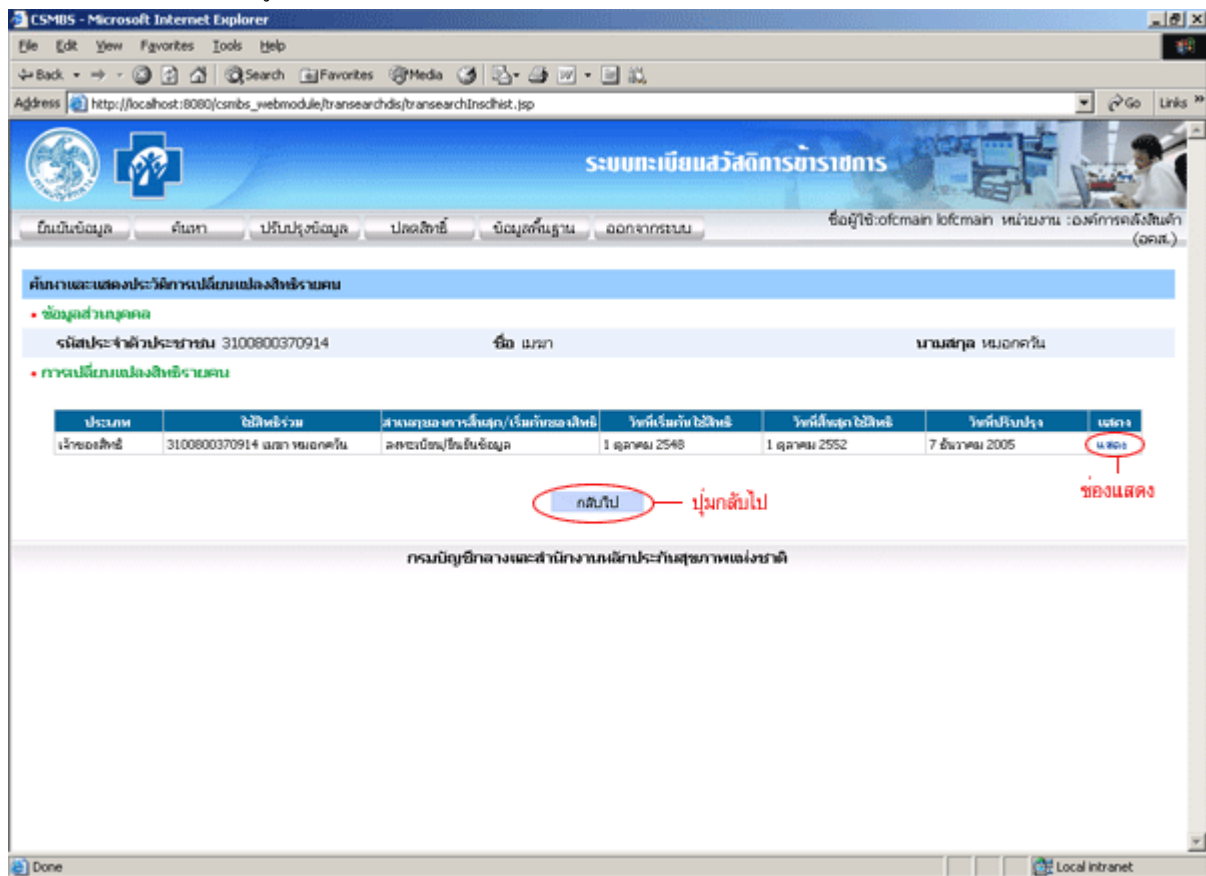 CSMBS - Microsoft Internet Explorer
File Edit View Favorites Tools Help
Back Search Favorites Media
Address http://localhost:8080/csmbs_webmodule/transearchdis/transearchInsclhist.jsp Go Links »
ระบบทะเบียนสวัสดิการข้าราชการ
ยืนยันข้อมูล ค้นหา ปรับปรุงข้อมูล ปลดสิทธิ์ ข้อมูลพื้นฐาน ออกจากระบบ ชื่อผู้ใช้:ofcmain lofcmain หน่วยงาน :องค์การคลังสินค้า
(อคส.)
ค้นหาและแสดงประวัติการเปลี่ยนแปลงสิทธิรายคน
• ข้อมูลส่วนบุคคล
รหัสประจำตัวประชาชน 3100800370914 ชื่อ เมฆา นามสกุล หมอกควัน
• การเปลี่ยนแปลงสิทธิรายคน
ประเภท ใช้สิทธิร่วม สาเหตุของการสิ้นสุด/เริ่มต้นของสิทธิ วันที่เริ่มต้นใช้สิทธิ วันที่สิ้นสุดใช้สิทธิ วันที่ปรับปรุง แสดง
เจ้าของสิทธิ์ 3100800370914 เมฆา หมอกควัน ลงทะเบียน/ยืนยันข้อมูล 1 ตุลาคม 2548 1 ตุลาคม 2552 7 ธันวาคม 2005 แสดง
ช่องแสดง
กลับไป ปุ่มกลับไป
กรมบัญชีกลางและสำนักงานหลักประกันสุขภาพแห่งชาติ
Done Local intranet